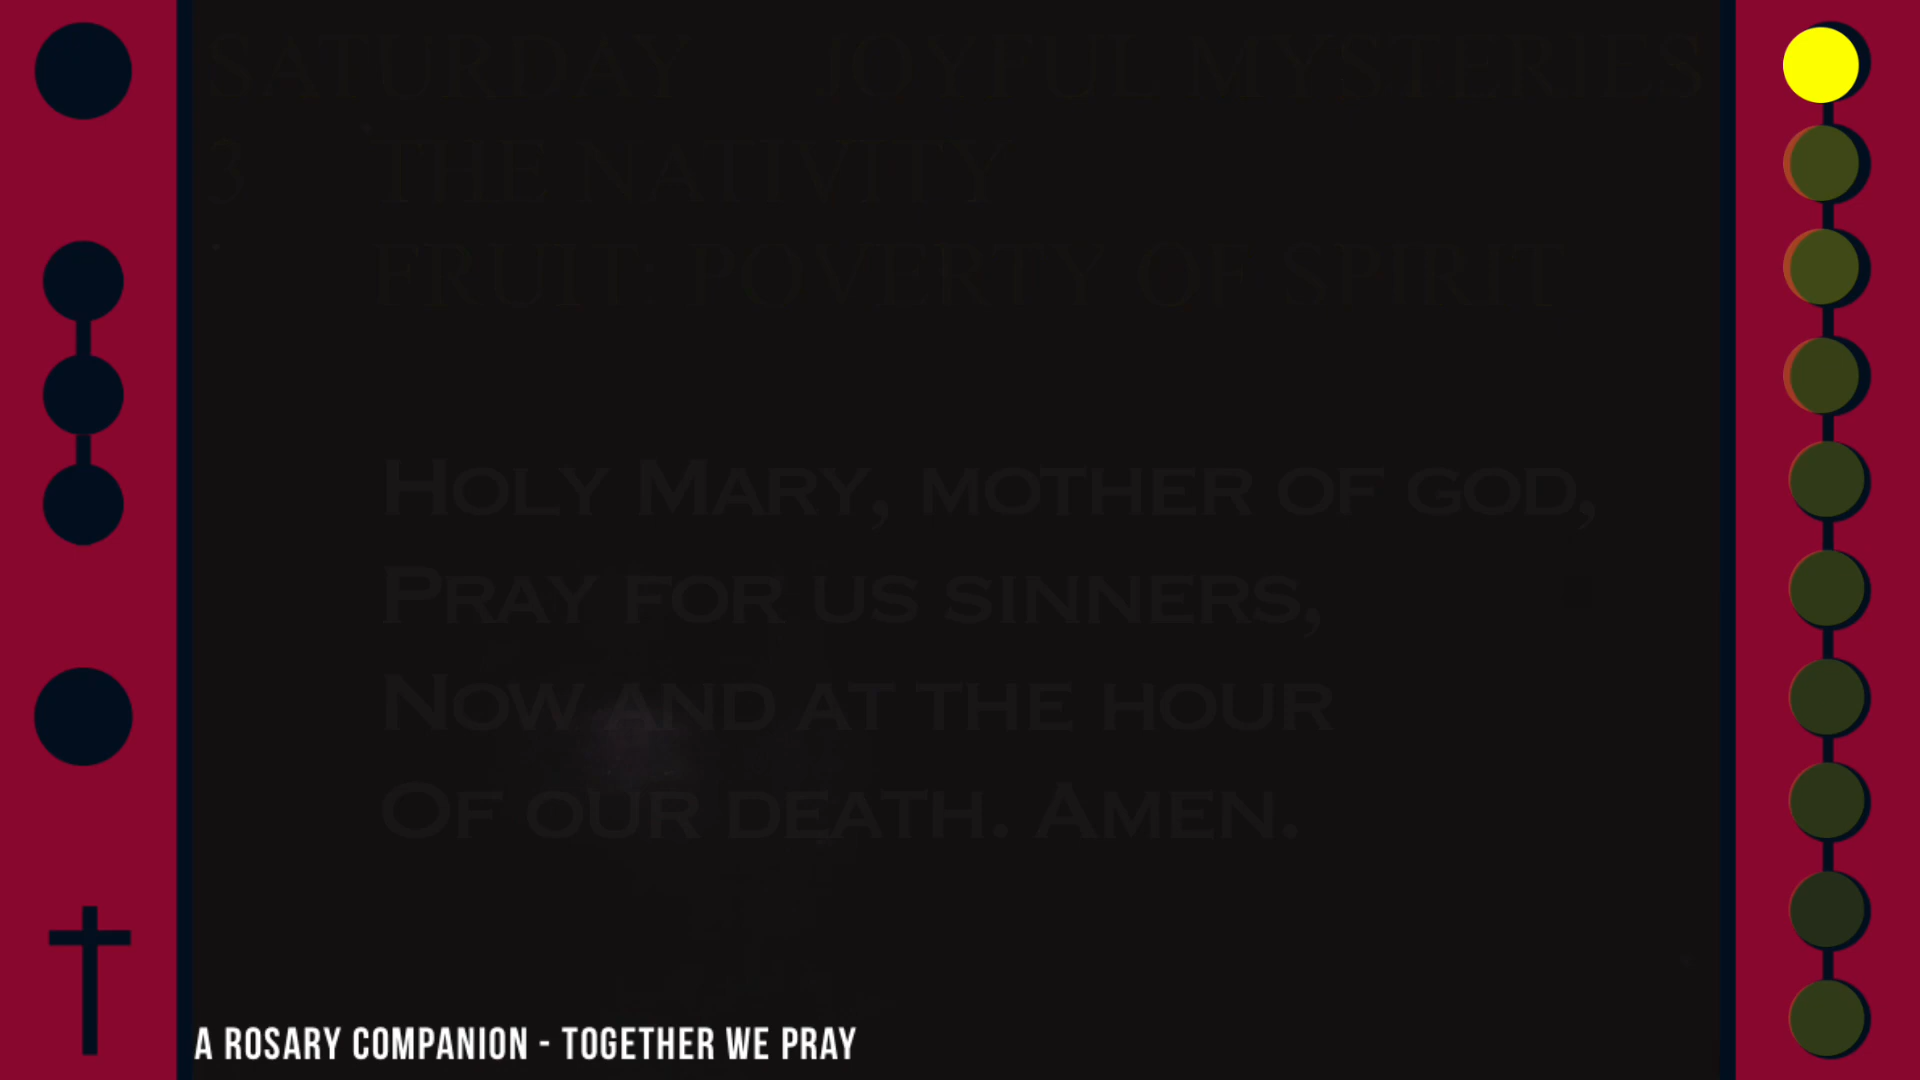 SATURDAY JOYFUL MYSTERIES
3 THE NATIVITY
FRUIT: POVERTY OF SPIRIT
HOLY MARY, MOTHER OF GOD,
PRAY FOR US SINNERS,
NOW AND AT THE HOUR
OF OUR DEATH. AMEN.
A ROSARY COMPANION - TOGETHER WE PRAY